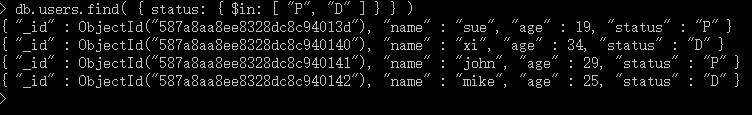 > db.users.find( { status: { $in: [ "P", "D" ] } } )
{ "_id" : ObjectId("587a8aa8ee8328dc8c94013d"), "name" : "sue", "age" : 19, "status" : "P" }
{ "_id" : ObjectId("587a8aa8ee8328dc8c940140"), "name" : "xi", "age" : 34, "status" : "D" }
{ "_id" : ObjectId("587a8aa8ee8328dc8c940141"), "name" : "john", "age" : 29, "status" : "P" }
{ "_id" : ObjectId("587a8aa8ee8328dc8c940142"), "name" : "mike", "age" : 25, "status" : "D" }
>